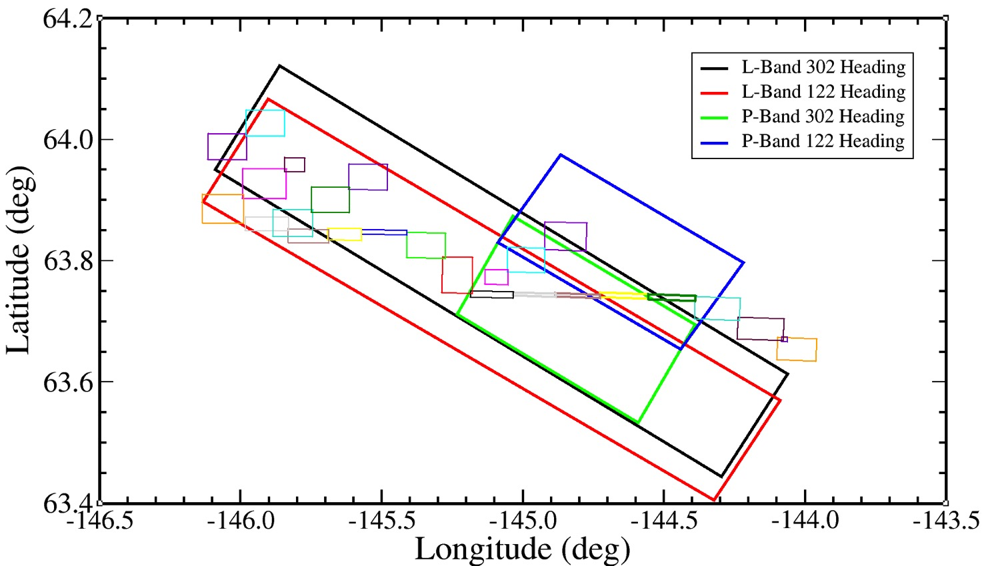 64.2
64.0
63.8
63.6
63.4
Latitude (deg)
L-Band 302 Heading
L-Band 122 Heading
P-Band 302 Heading
P-Band 122 Heading
-146.5 -146.0 -145.5 -145.0 -144.5 -144.0 -143.5
Longitude (deg)